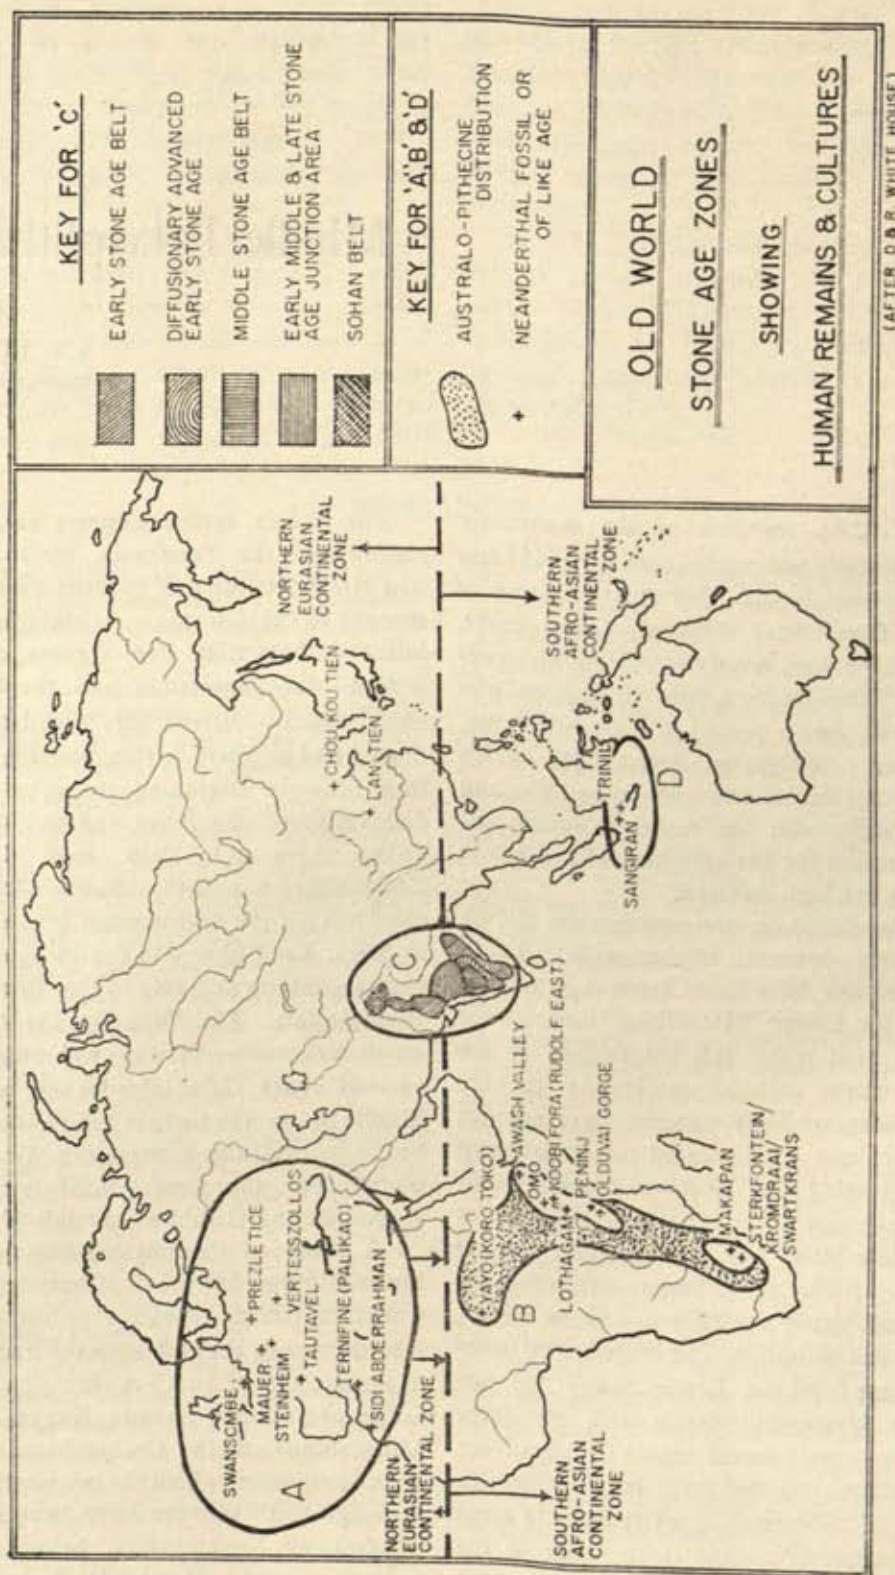 KEY FOR 'C'
EARLY STONE AGE BELT
DIFFUSIONARY ADVANCED
EARLY STONE AGE
MIDDLE STONE AGE BELT
EARLY MIDDLE & LATE STONE
AGE JUNCTION AREA
SOHAN BELT
KEY FOR 'A','B' & 'D'
AUSTRALO-PITHECINE
DISTRIBUTION
+ NEANDERTHAL FOSSIL OR
OF LIKE AGE
OLD WORLD
STONE AGE ZONES
SHOWING
HUMAN REMAINS & CULTURES
(AFTER D & R WHITE HOUSE)
NORTHERN
EURASIAN
CONTINENTAL
ZONE
SOUTHERN
AFRO-ASIAN
CONTINENTAL
ZONE
+ CHOU KOU TIEN
+ LAN TIEN
TRINIL
SANGIRAN ++
D
C
SWANSCMBE
+ PREZLETICE
MAUER +
STEINHEIM
+ VERTESSZOLLOS
+ TAUTAVEL
TERNIFINE (PALIKAO)
+ SIDI ABDERRAHMAN
A
NORTHERN
EURASIAN
CONTINENTAL ZONE
SOUTHERN
AFRO-ASIAN
CONTINENTAL
ZONE
+ YAYO (KORO TORO)
B
AWASH VALLEY
OMO
KOOBI FORA (RUDOLF EAST)
LOTHAGAM
PENINJ
OLDUVAI GORGE
MAKAPAN
STERKFONTEIN/
KROMDRAAI/
SWARTKRANS